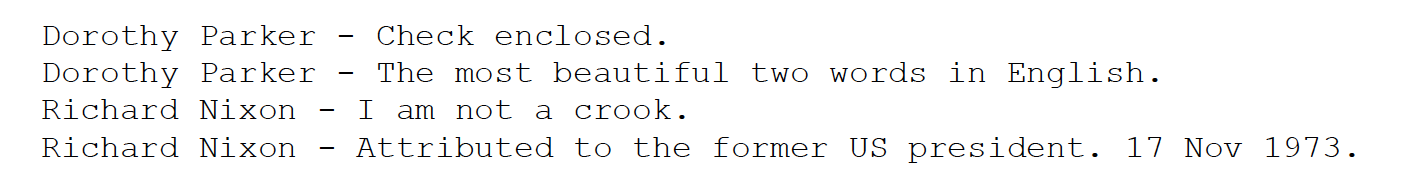 Dorothy Parker - Check enclosed.
Dorothy Parker - The most beautiful two words in English.
Richard Nixon - I am not a crook.
Richard Nixon - Attributed to the former US president. 17 Nov 1973.